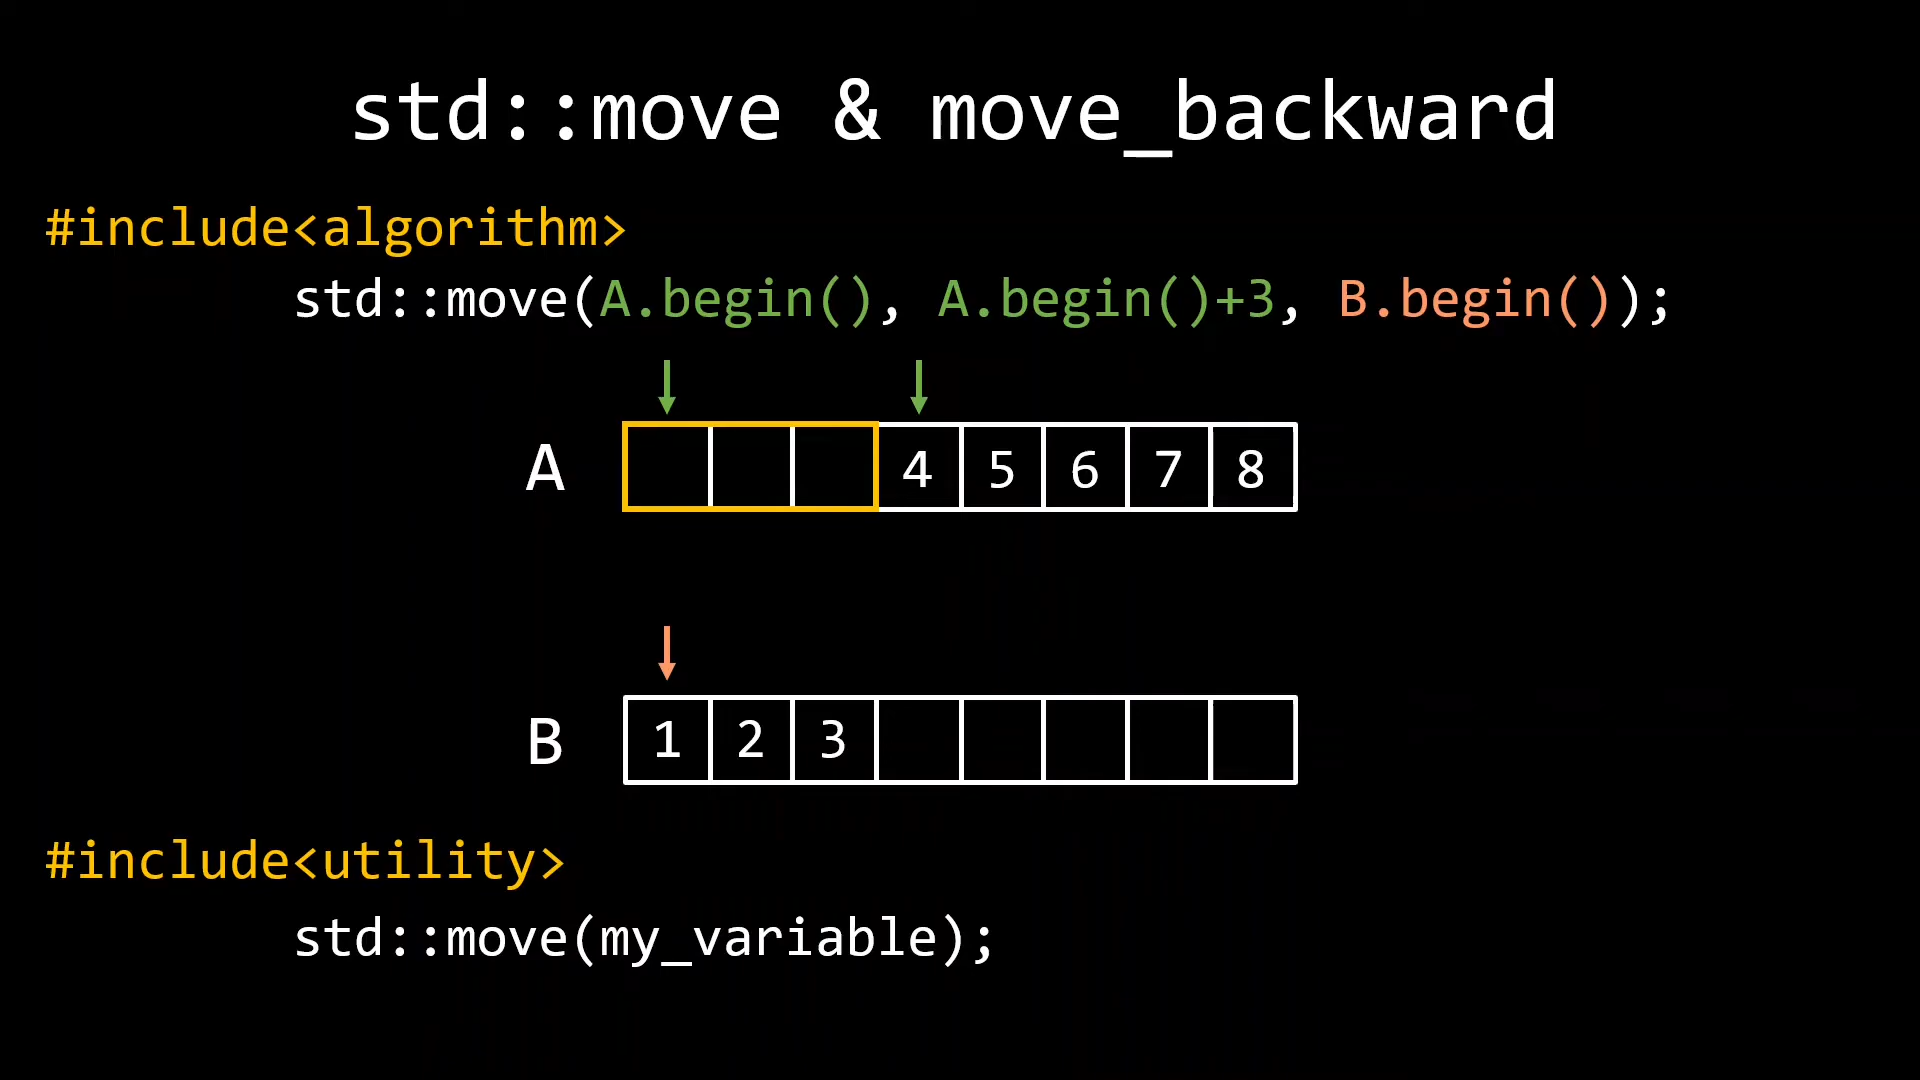 std::move & move_backward
#include<algorithm>
std::move(A.begin(), A.begin()+3, B.begin());
A 4 5 6 7 8
B 1 2 3
#include<utility>
std::move(my_variable);